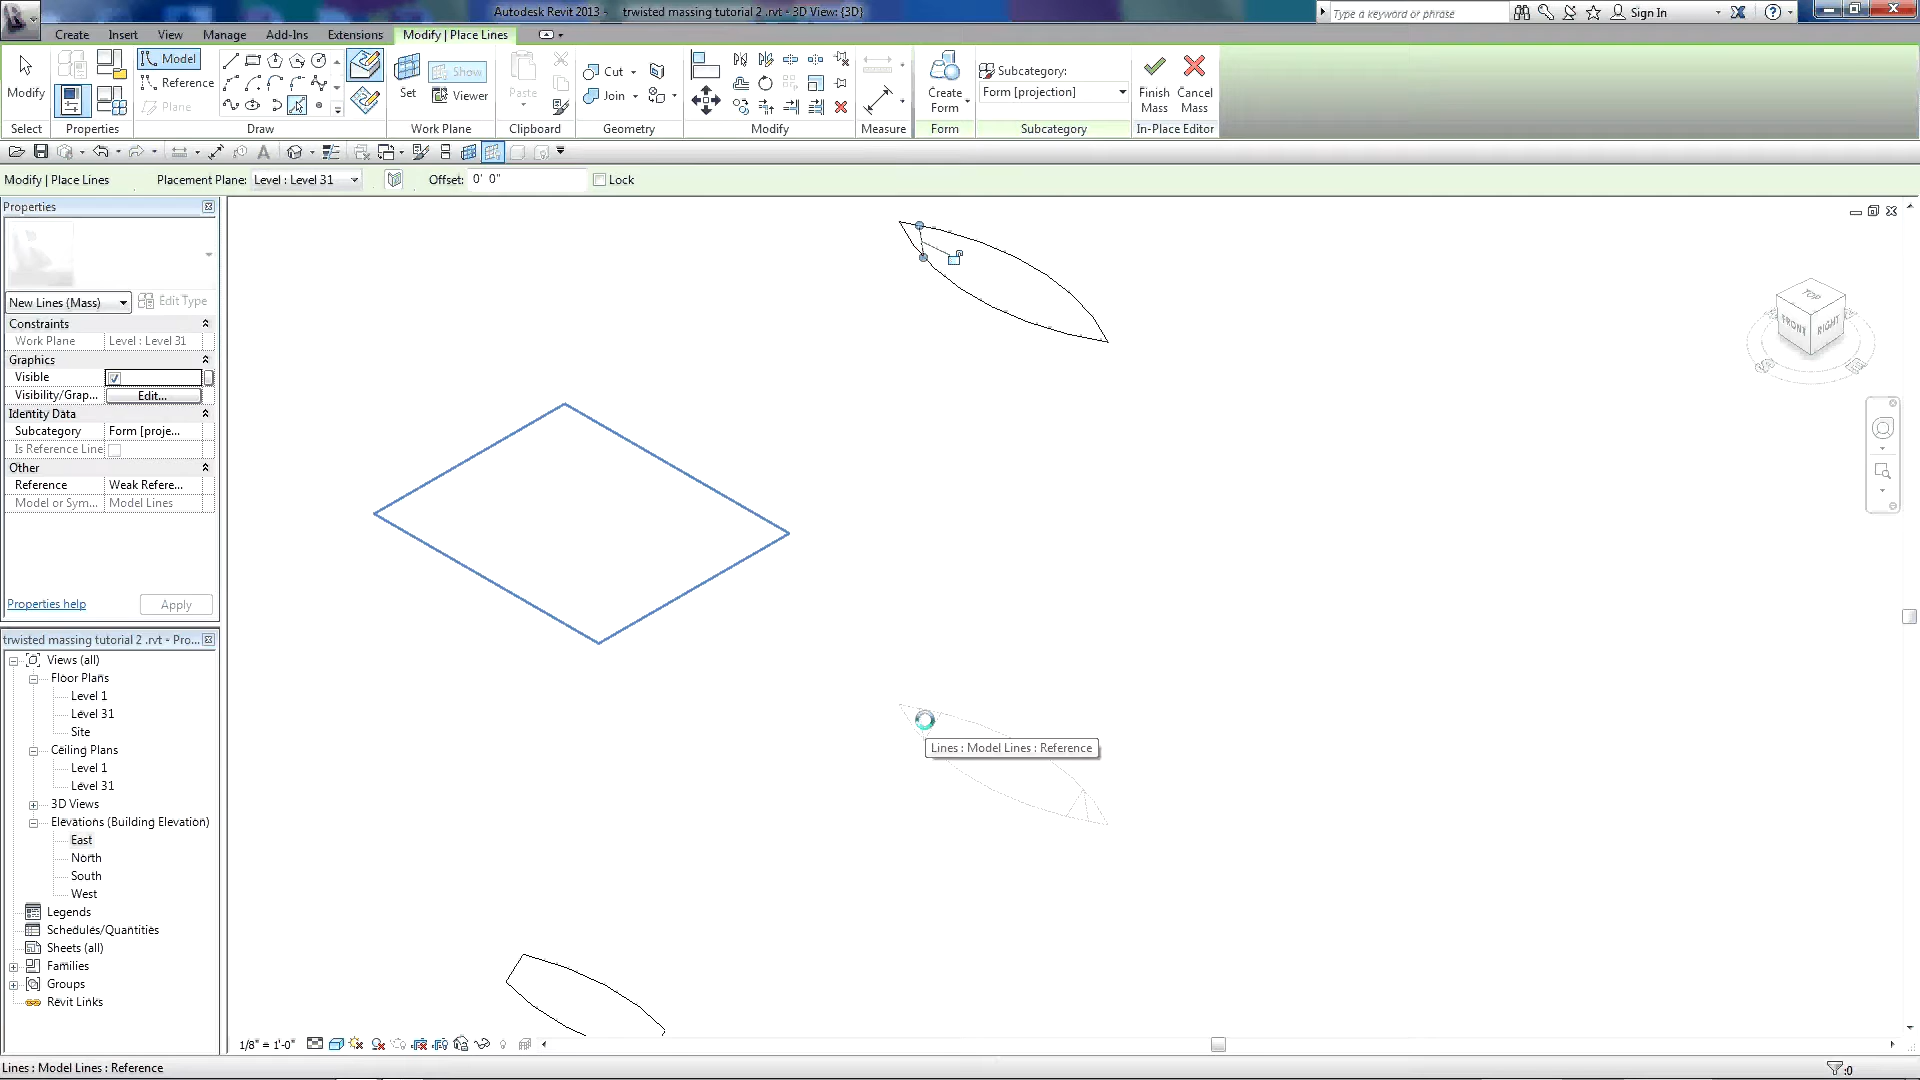 Autodesk Revit 2013 -    trwisted massing tutorial 2 .rvt - 3D View: {3D}
Type a keyword or phrase
Sign In
Create Insert View Manage Add-Ins Extensions Modify | Place Lines
Modify
Model
Reference
Plane
Set
Show
Viewer
Paste
Cut
Join
Create Form
Subcategory:
Form [projection]
Finish Mass
Cancel Mass
Select Properties Draw Work Plane Clipboard Geometry Modify Measure Form Subcategory In-Place Editor
Modify | Place Lines Placement Plane: Level : Level 31 Offset: 0' 0" Lock
Properties
New Lines (Mass) Edit Type
Constraints
Work Plane Level : Level 31
Graphics
Visible
Visibility/Grap... Edit...
Identity Data
Subcategory Form [proje...
Is Reference Line
Other
Reference Weak Refere...
Model or Sym... Model Lines
Properties help Apply
trwisted massing tutorial 2 .rvt - Pro...
Views (all)
Floor Plans
Level 1
Level 31
Site
Ceiling Plans
Level 1
Level 31
3D Views
Elevations (Building Elevation)
East
North
South
West
Legends
Schedules/Quantities
Sheets (all)
Families
Groups
Revit Links
TOP
FRONT
RIGHT
Lines : Model Lines : Reference
1/8" = 1'-0"
Lines : Model Lines : Reference
:0